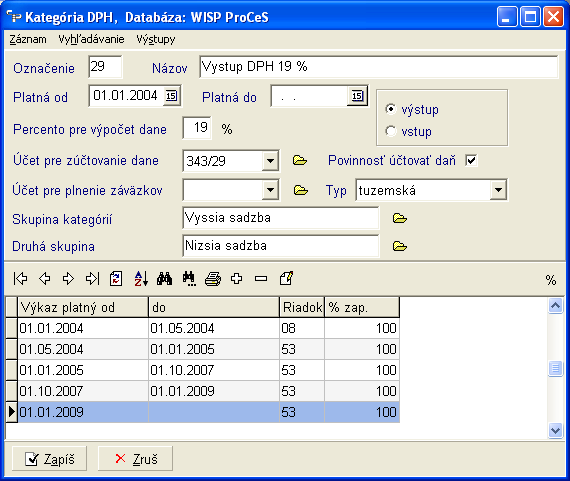 Kategória DPH, Databáza: WISP ProCeS
Záznam Vyhľadávanie Výstupy
Označenie 29 Názov Vystup DPH 19 %
Platná od 01.01.2004 15 Platná do . . 15
výstup
Percento pre výpočet dane 19 %
vstup
Účet pre zúčtovanie dane 343/29 Povinnosť účtovať daň
Účet pre plnenie záväzkov Typ tuzemská
Skupina kategórií Vyssia sadzba
Druhá skupina Nizsia sadzba
%
Výkaz platný od do Riadok % zap.
01.01.2004 01.05.2004 08 100
01.05.2004 01.01.2005 53 100
01.01.2005 01.10.2007 53 100
01.10.2007 01.01.2009 53 100
01.01.2009 53 100
Zapíš Zruš